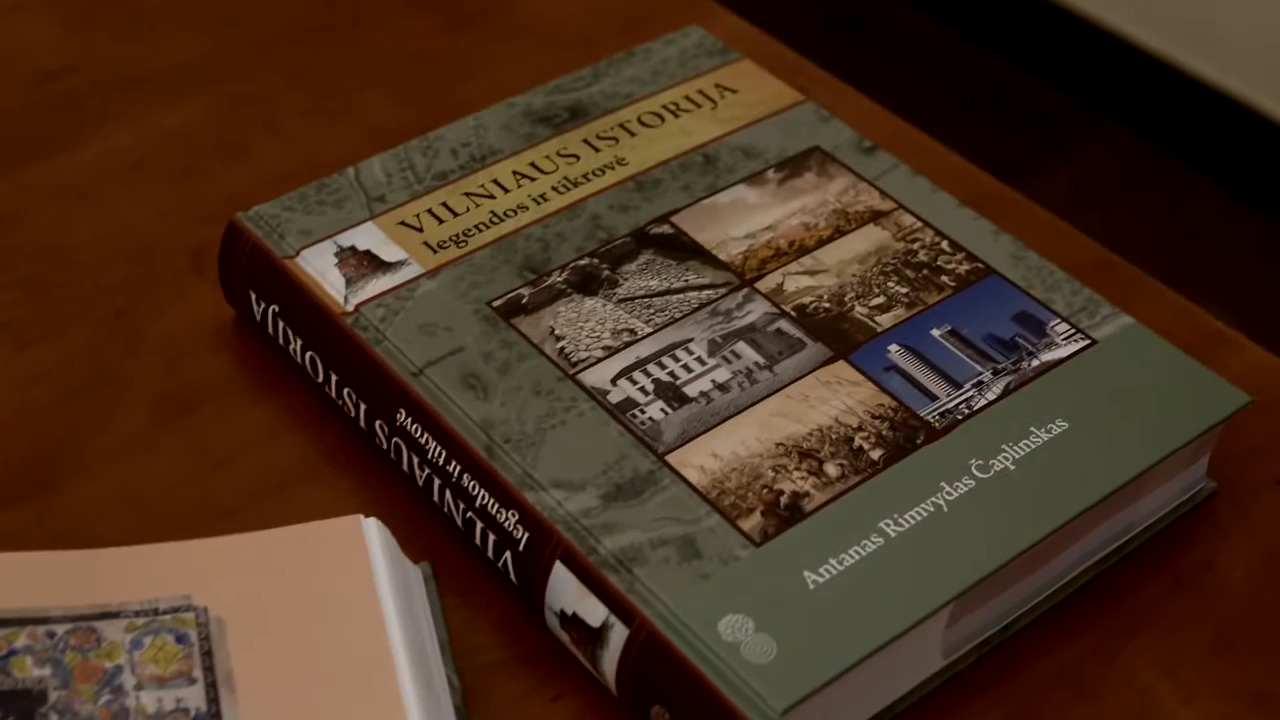 VILNIAUS ISTORIJA
legendos ir tikrovė
Antanas Rimvydas Čaplinskas
VILNIAUS ISTORIJA
legendos ir tikrovė